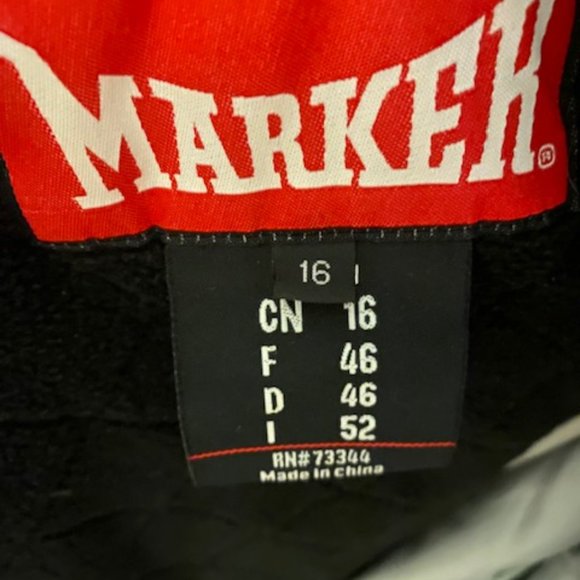 MARKER®
16
CN 16
F 46
D 46
I 52
RN#73344
Made in China